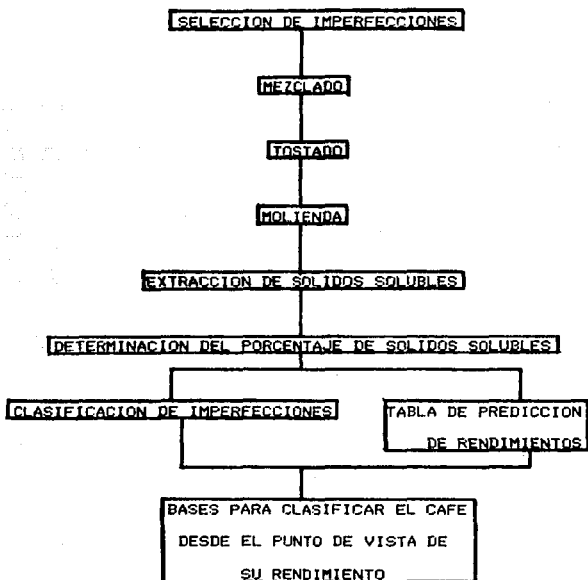 SELECCION DE IMPERFECCIONES
MEZCLADO
TOSTADO
MOLIENDA
EXTRACCION DE SOLIDOS SOLUBLES
DETERMINACION DEL PORCENTAJE DE SOLIDOS SOLUBLES
CLASIFICACION DE IMPERFECCIONES
TABLA DE PREDICCION
DE RENDIMIENTOS
BASES PARA CLASIFICAR EL CAFE
DESDE EL PUNTO DE VISTA DE
SU RENDIMIENTO